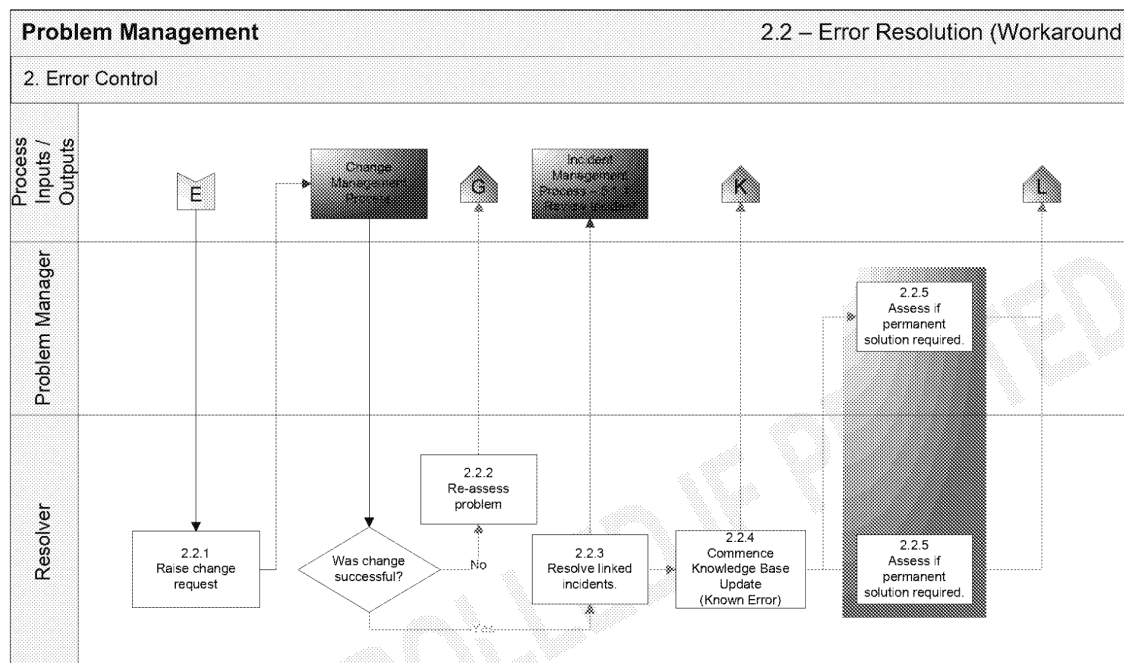 Problem Management
2.2 – Error Resolution (Workaround
2. Error Control
Process
Inputs /
Outputs
E
Change
Management
Process
G
Incident
Management
Review Incident
K
L
Problem Manager
2.2.5
Assess if
permanent
solution required.
Resolver
2.2.1
Raise change
request
Was change
successful?
No
Yes
2.2.2
Re-assess
problem
2.2.3
Resolve linked
incidents.
2.2.4
Commence
Knowledge Base
Update
(Known Error)
2.2.5
Assess if
permanent
solution required.
IF